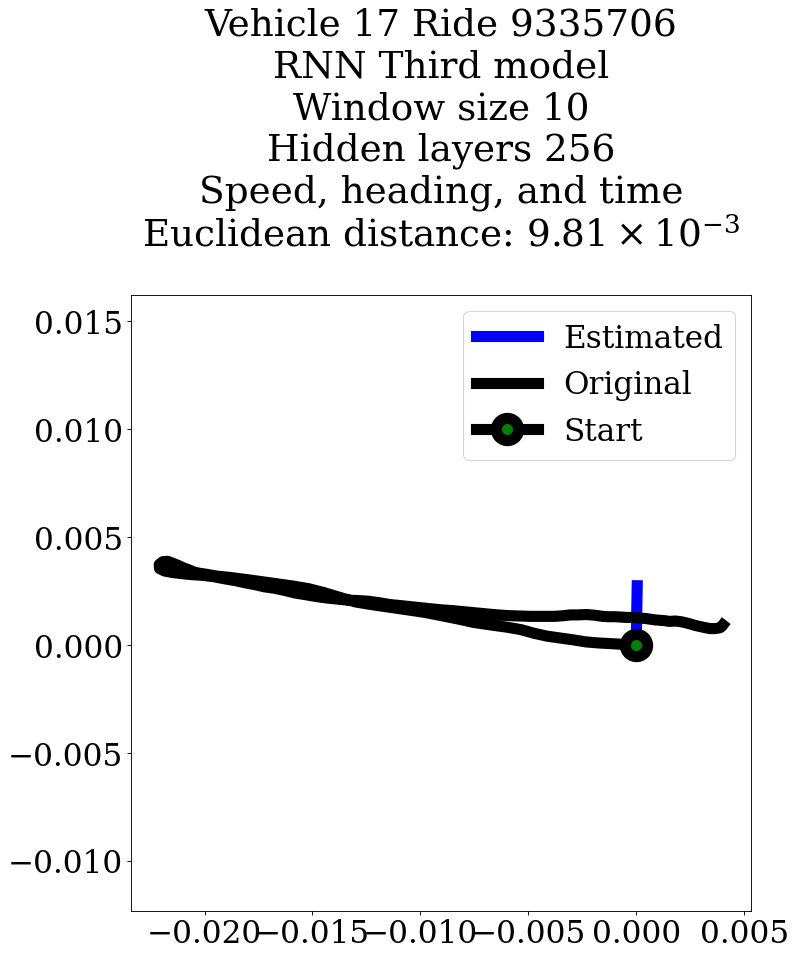 Vehicle 17 Ride 9335706
RNN Third model
Window size 10
Hidden layers 256
Speed, heading, and time
Euclidean distance: 9.81 × 10⁻³
Estimated
Original
Start
0.015
0.010
0.005
0.000
−0.005
−0.010
−0.020 −0.015 −0.010 −0.005 0.000 0.005